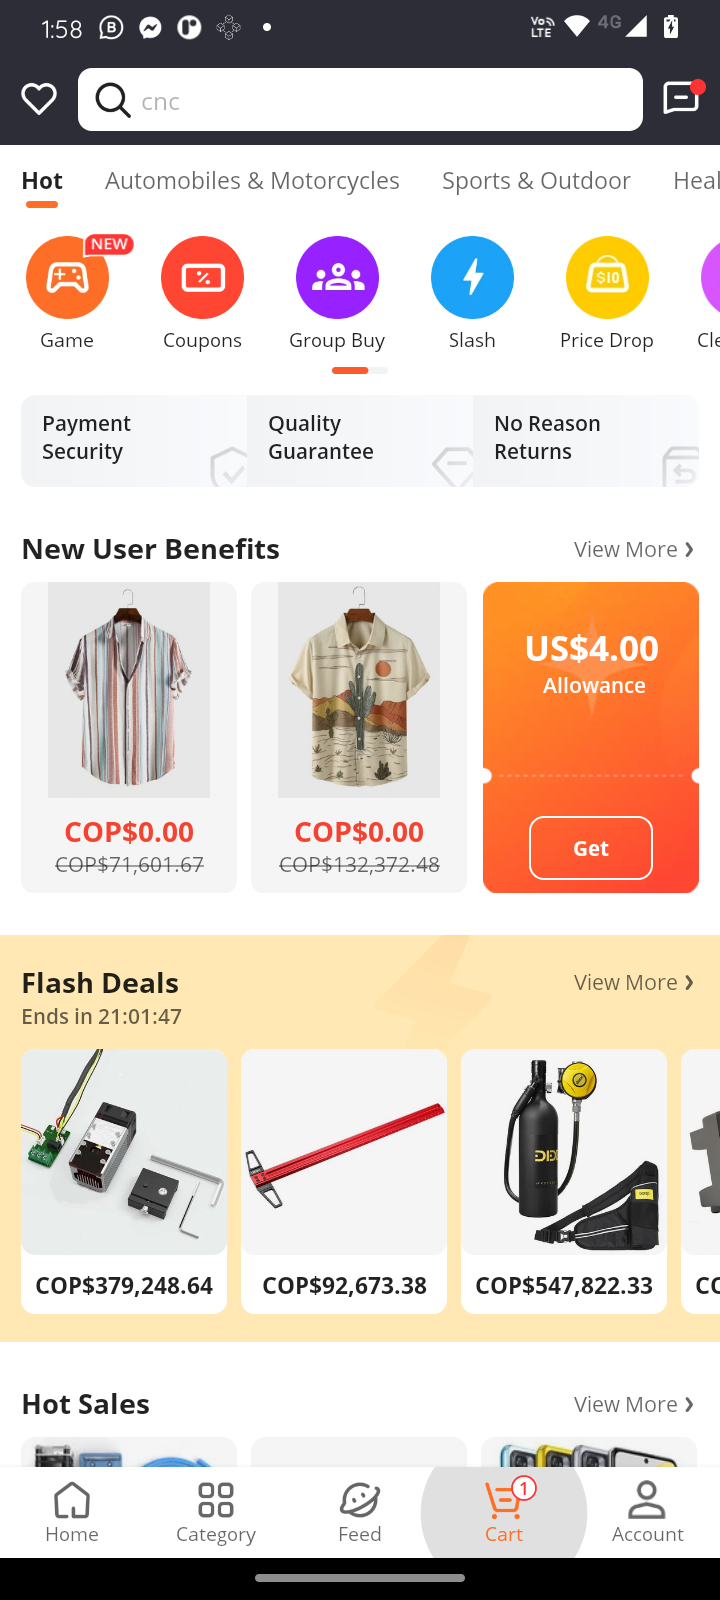 1:58
Vo LTE
4G
cnc
Hot
Automobiles & Motorcycles
Sports & Outdoor
Heal
NEW
$10
Game
Coupons
Group Buy
Slash
Price Drop
Cle
Payment
Security
Quality
Guarantee
No Reason
Returns
New User Benefits
View More
COP$0.00
COP$71,601.67
COP$0.00
COP$132,372.48
US$4.00
Allowance
Get
Flash Deals
View More
Ends in 21:01:47
COP$379,248.64
COP$92,673.38
COP$547,822.33
CO
Hot Sales
View More
1
Home
Category
Feed
Cart
Account